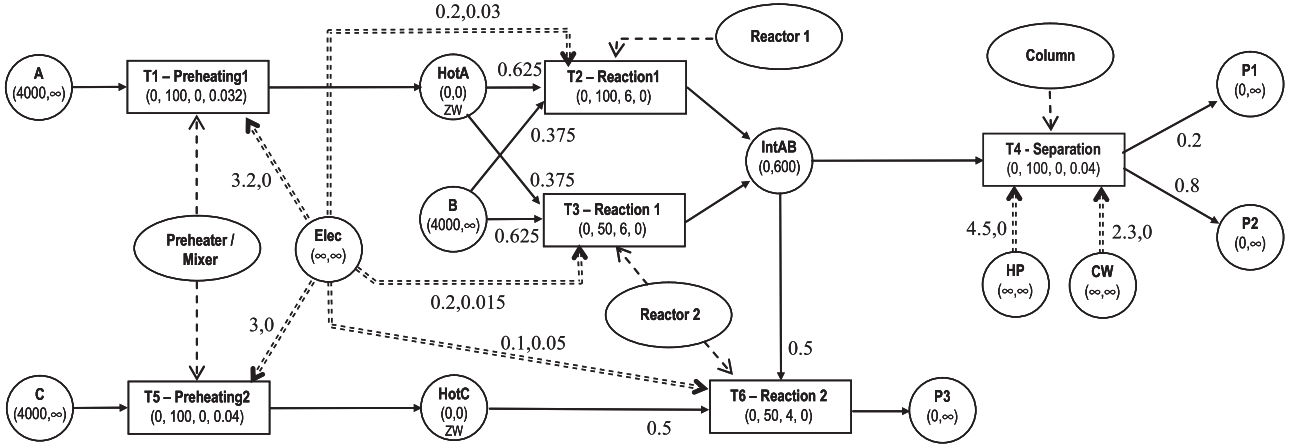 0.2,0.03
Reactor 1
Column
A
(4000,∞)
T1 – Preheating1
(0, 100, 0, 0.032)
HotA
(0,0)
ZW
0.625
T2 – Reaction1
(0, 100, 6, 0)
P1
(0,∞)
0.375
0.2
IntAB
(0,600)
T4 - Separation
(0, 100, 0, 0.04)
3.2,0
0.375
0.8
B
(4000,∞)
0.625
T3 – Reaction 1
(0, 50, 6, 0)
Preheater /
Mixer
Elec
(∞,∞)
4.5,0
2.3,0
P2
(0,∞)
HP
(∞,∞)
CW
(∞,∞)
0.2,0.015
Reactor 2
3,0
0.1,0.05
0.5
C
(4000,∞)
T5 – Preheating2
(0, 100, 0, 0.04)
HotC
(0,0)
ZW
0.5
T6 – Reaction 2
(0, 50, 4, 0)
P3
(0,∞)